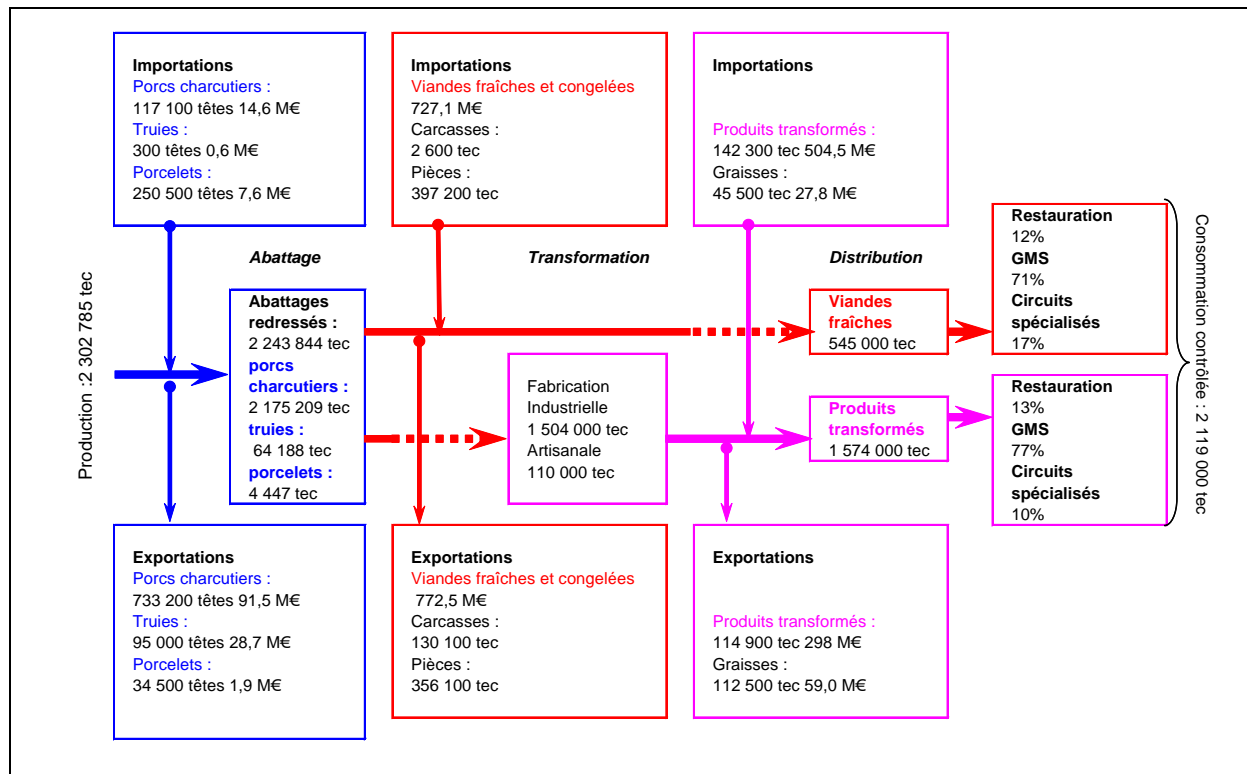 Importations
Porcs charcutiers :
117 100 têtes 14,6 M€
Truies :
300 têtes 0,6 M€
Porcelets :
250 500 têtes 7,6 M€
Importations
Viandes fraîches et congelées
727,1 M€
Carcasses :
2 600 tec
Pièces :
397 200 tec
Importations
Produits transformés :
142 300 tec 504,5 M€
Graisses :
45 500 tec 27,8 M€
Abattage
Transformation
Distribution
Production :2 302 785 tec
Abattages
redressés :
2 243 844 tec
porcs
charcutiers :
2 175 209 tec
truies :
64 188 tec
porcelets :
4 447 tec
Fabrication
Industrielle
1 504 000 tec
Artisanale
110 000 tec
Viandes
fraîches
545 000 tec
Produits
transformés
1 574 000 tec
Restauration
12%
GMS
71%
Circuits
spécialisés
17%
Restauration
13%
GMS
77%
Circuits
spécialisés
10%
Consommation contrôlée : 2 119 000 tec
Exportations
Porcs charcutiers :
733 200 têtes 91,5 M€
Truies :
95 000 têtes 28,7 M€
Porcelets :
34 500 têtes 1,9 M€
Exportations
Viandes fraîches et congelées
772,5 M€
Carcasses :
130 100 tec
Pièces :
356 100 tec
Exportations
Produits transformés :
114 900 tec 298 M€
Graisses :
112 500 tec 59,0 M€